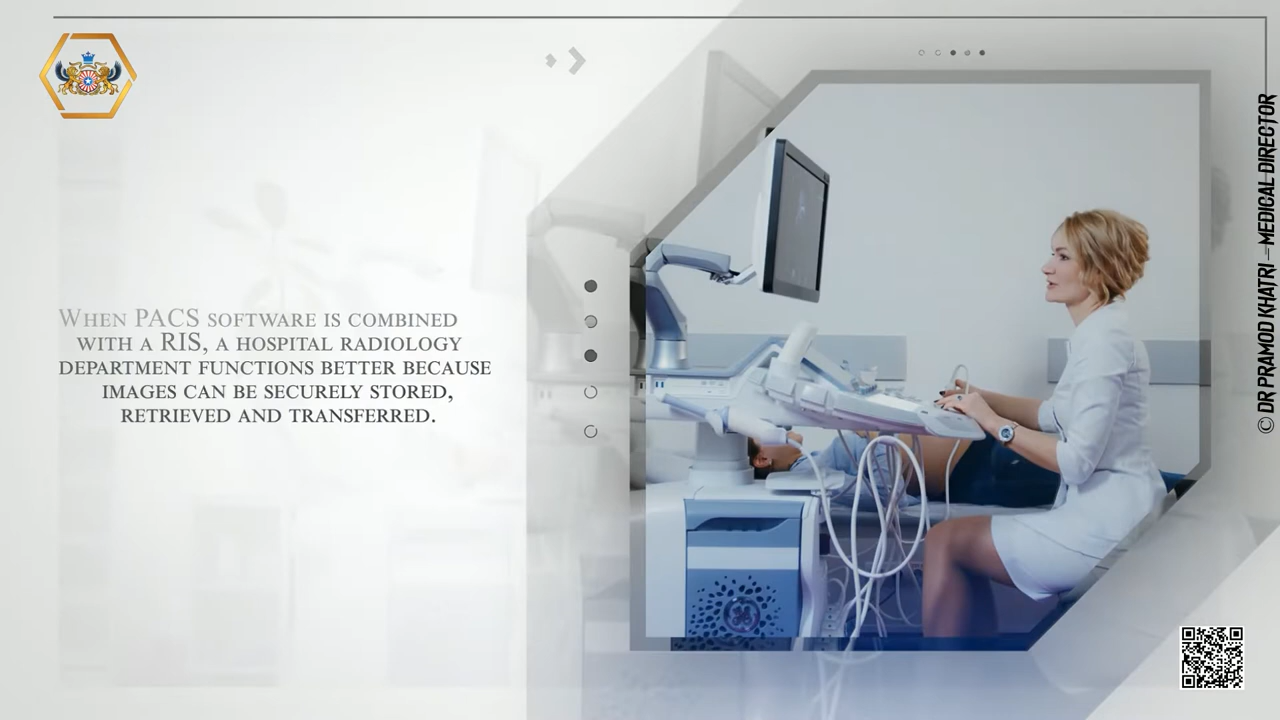 When PACS software is combined
with a RIS, a hospital radiology
department functions better because
images can be securely stored,
retrieved and transferred.
© DR PRAMOD KHATRI – MEDICAL DIRECTOR